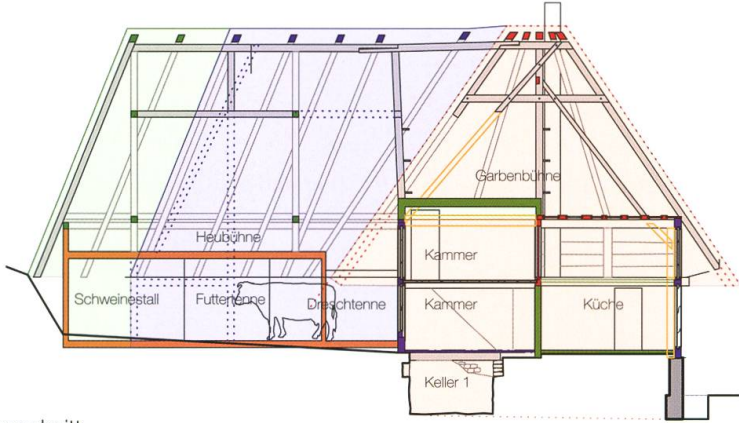 Garbenbühne
Heubühne
Kammer
Schweinestall Futtertenne Dreschtenne Kammer Küche
Keller 1